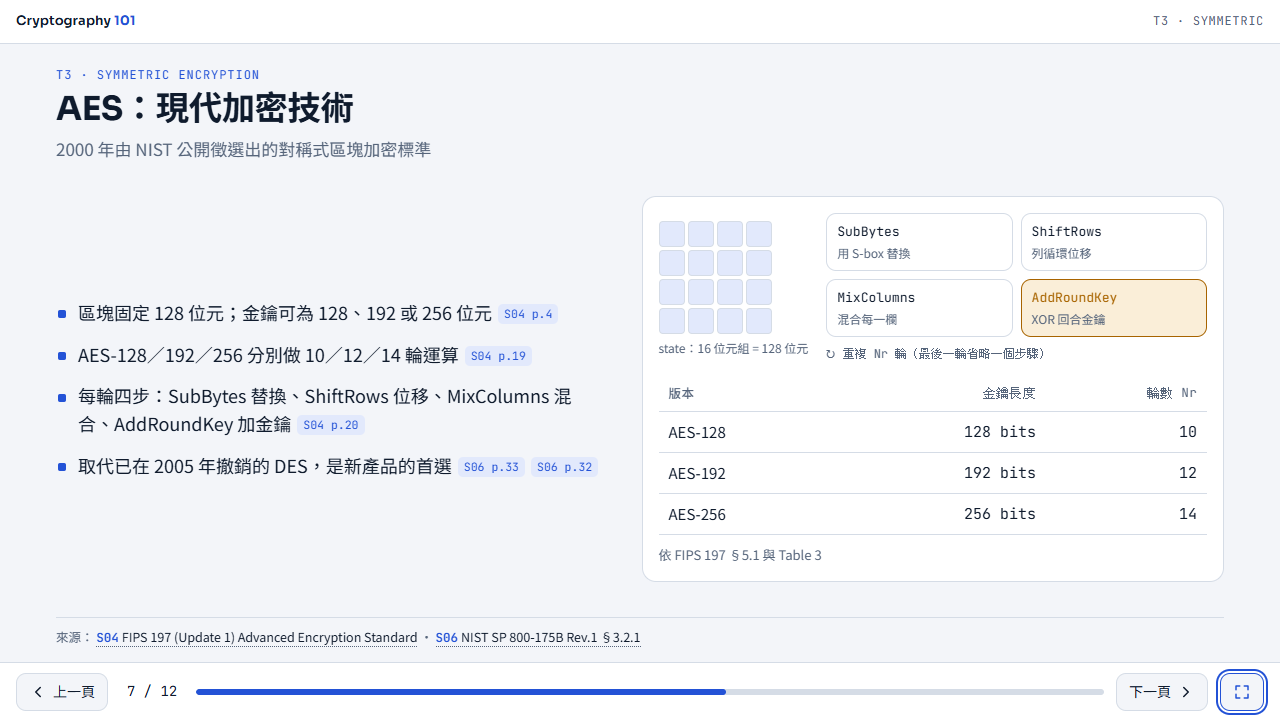 Cryptography 101
T3 · SYMMETRIC
T3 · SYMMETRIC ENCRYPTION
AES：現代加密技術
2000 年由 NIST 公開徵選出的對稱式區塊加密標準
區塊固定 128 位元；金鑰可為 128、192 或 256 位元 S04 p.4
AES-128／192／256 分別做 10／12／14 輪運算 S04 p.19
每輪四步：SubBytes 替換、ShiftRows 位移、MixColumns 混
合、AddRoundKey 加金鑰 S04 p.20
取代已在 2005 年撤銷的 DES，是新產品的首選 S06 p.33 S06 p.32
state：16 位元組 = 128 位元
SubBytes
用 S-box 替換
ShiftRows
列循環位移
MixColumns
混合每一欄
AddRoundKey
XOR 回合金鑰
↻ 重複 Nr 輪（最後一輪省略一個步驟）
版本 金鑰長度 輪數 Nr
AES-128 128 bits 10
AES-192 192 bits 12
AES-256 256 bits 14
依 FIPS 197 §5.1 與 Table 3
來源： S04 FIPS 197 (Update 1) Advanced Encryption Standard · S06 NIST SP 800-175B Rev.1 §3.2.1
上一頁
7 / 12
下一頁